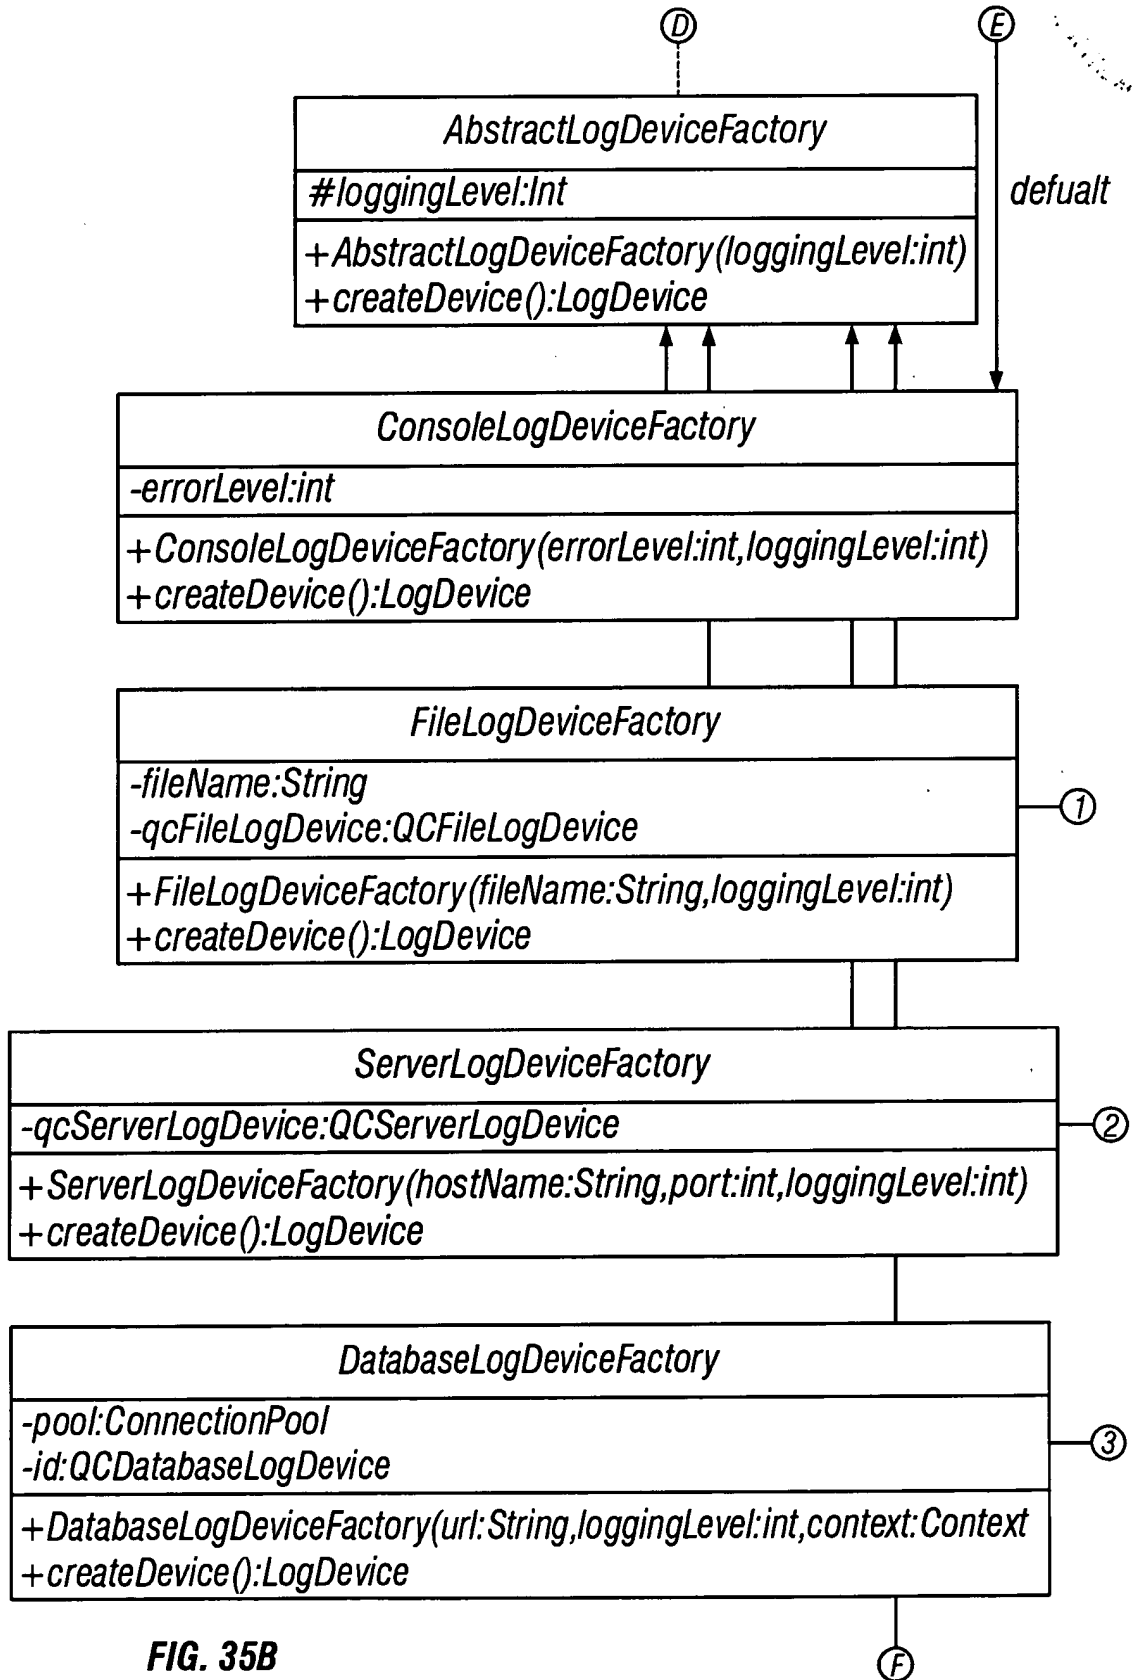 D
E
AbstractLogDeviceFactory
#loggingLevel:Int
defualt
+AbstractLogDeviceFactory(loggingLevel:int)
+createDevice():LogDevice
ConsoleLogDeviceFactory
-errorLevel:int
+ConsoleLogDeviceFactory(errorLevel:int,loggingLevel:int)
+createDevice():LogDevice
FileLogDeviceFactory
-fileName:String
-qcFileLogDevice:QCFileLogDevice
1
+FileLogDeviceFactory(fileName:String,loggingLevel:int)
+createDevice():LogDevice
ServerLogDeviceFactory
-qcServerLogDevice:QCServerLogDevice
2
+ServerLogDeviceFactory(hostName:String,port:int,loggingLevel:int)
+createDevice():LogDevice
DatabaseLogDeviceFactory
-pool:ConnectionPool
-id:QCDatabaseLogDevice
3
+DatabaseLogDeviceFactory(url:String,loggingLevel:int,context:Context
+createDevice():LogDevice
FIG. 35B
F